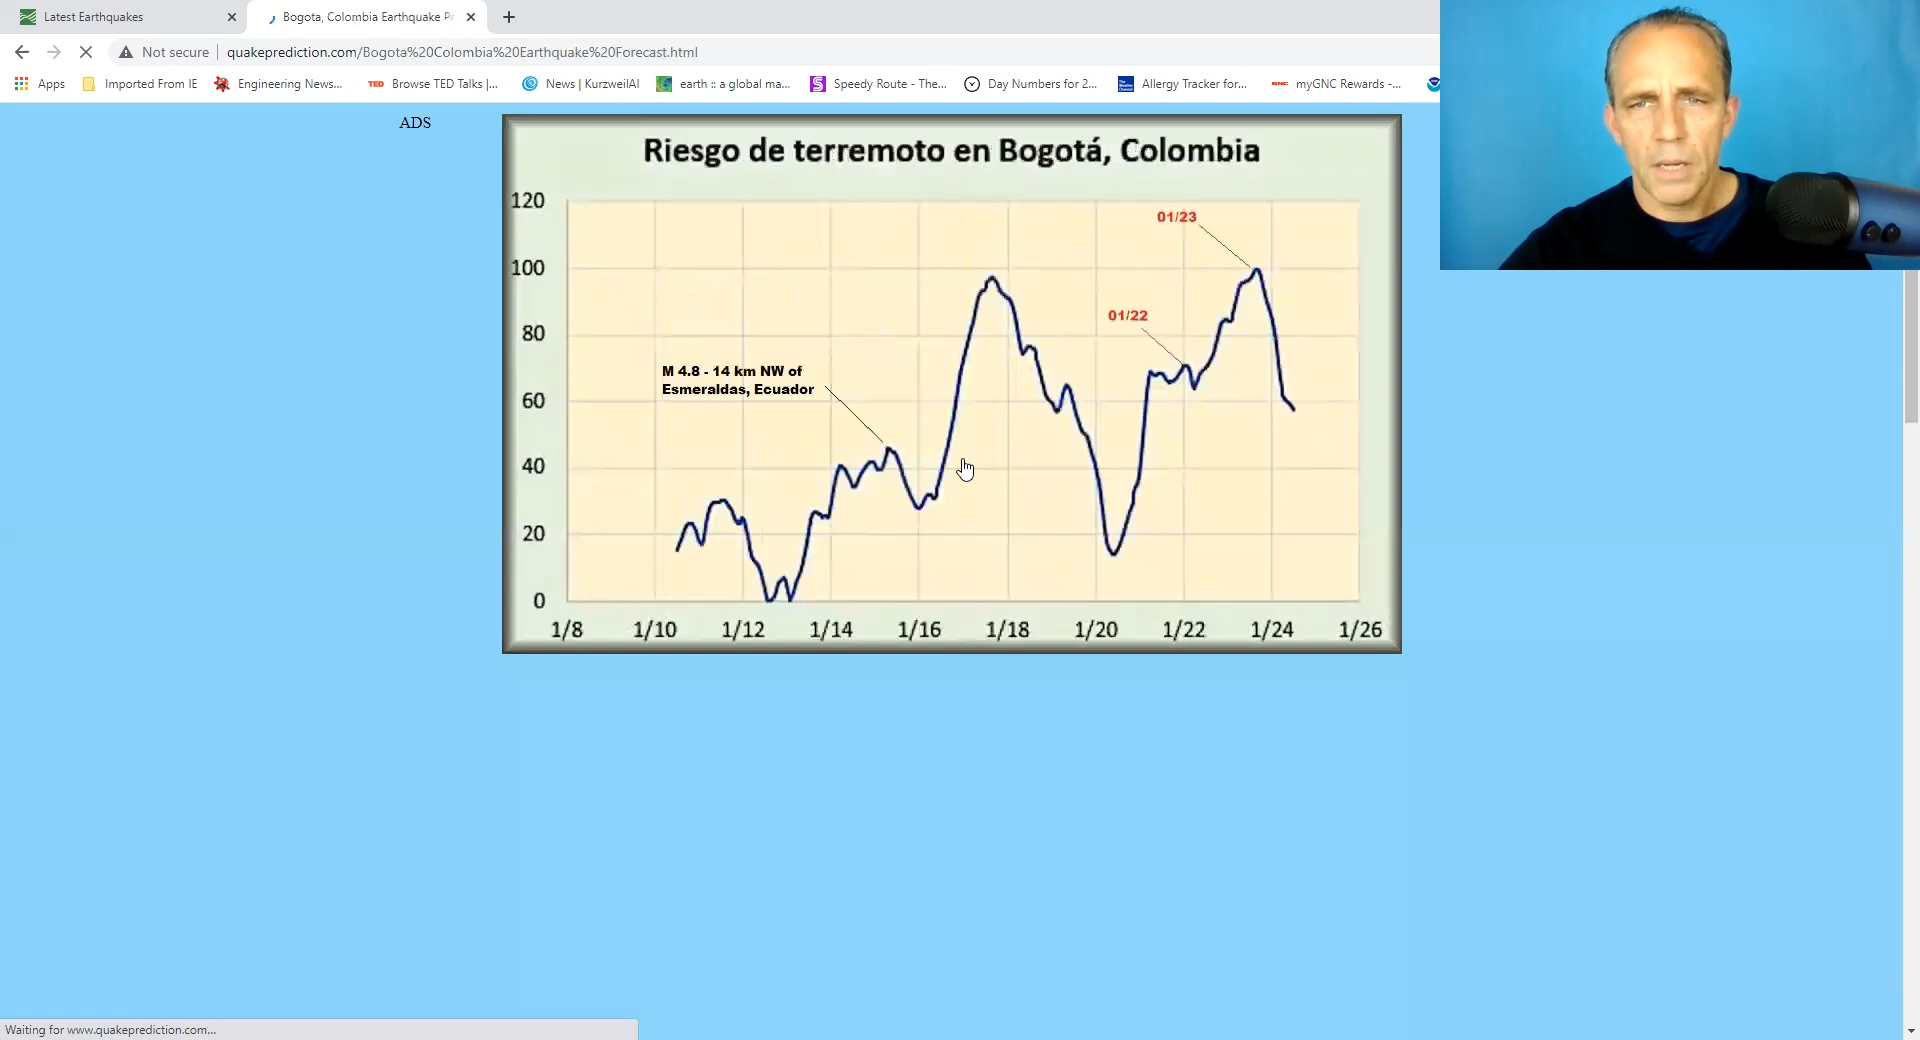 Latest Earthquakes
Bogota, Colombia Earthquake Pr
Not secure
quakeprediction.com/Bogota%20Colombia%20Earthquake%20Forecast.html
Apps
Imported From IE
Engineering News...
TED
Browse TED Talks |...
News | KurzweilAI
earth :: a global ma...
Speedy Route - The...
Day Numbers for 2...
Allergy Tracker for...
GNC
myGNC Rewards -...
ADS
Riesgo de terremoto en Bogotá, Colombia
120
100
80
60
40
20
0
01/23
01/22
M 4.8 - 14 km NW of
Esmeraldas, Ecuador
1/8 1/10 1/12 1/14 1/16 1/18 1/20 1/22 1/24 1/26
Waiting for www.quakeprediction.com...